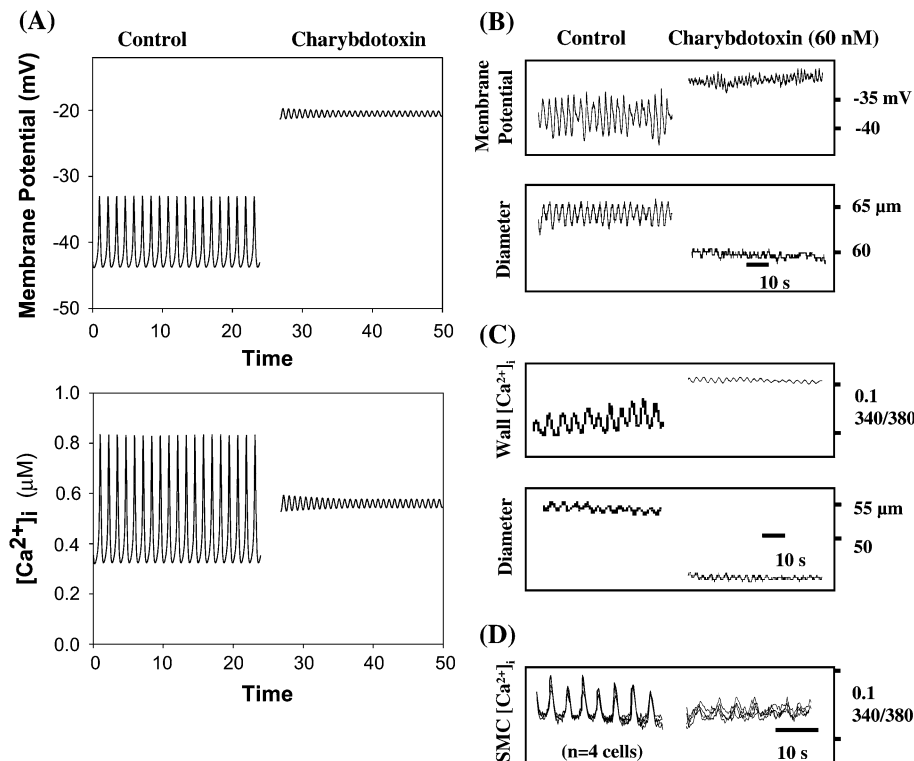 (A)
Control Charybdotoxin
Membrane Potential (mV)
-20
-30
-40
-50
0 10 20 30 40 50
Time
[Ca2+]i (μM)
1.0
0.8
0.6
0.4
0.2
0.0
0 10 20 30 40 50
Time
(B)
Control Charybdotoxin (60 nM)
Membrane
Potential
-35 mV
-40
Diameter
65 μm
60
10 s
(C)
Wall [Ca2+]i
0.1
340/380
Diameter
55 μm
50
10 s
(D)
SMC [Ca2+]i
0.1
340/380
(n=4 cells)
10 s